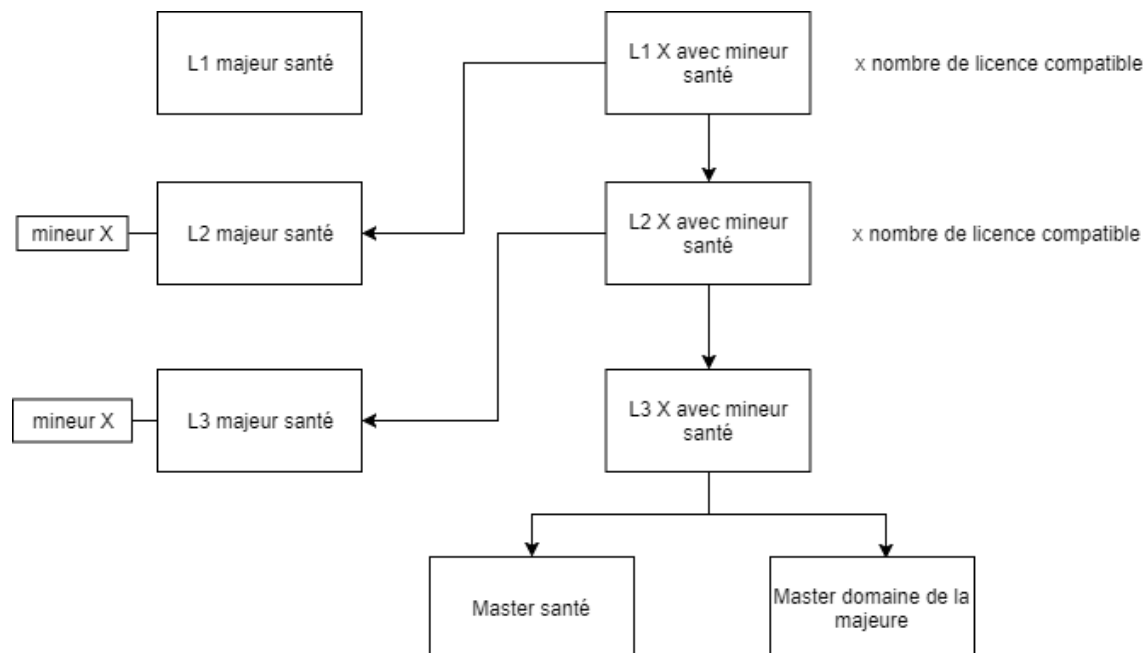 L1 majeur santé
L1 X avec mineur
santé
x nombre de licence compatible
mineur X
L2 majeur santé
L2 X avec mineur
santé
x nombre de licence compatible
mineur X
L3 majeur santé
L3 X avec mineur
santé
Master santé
Master domaine de la
majeure